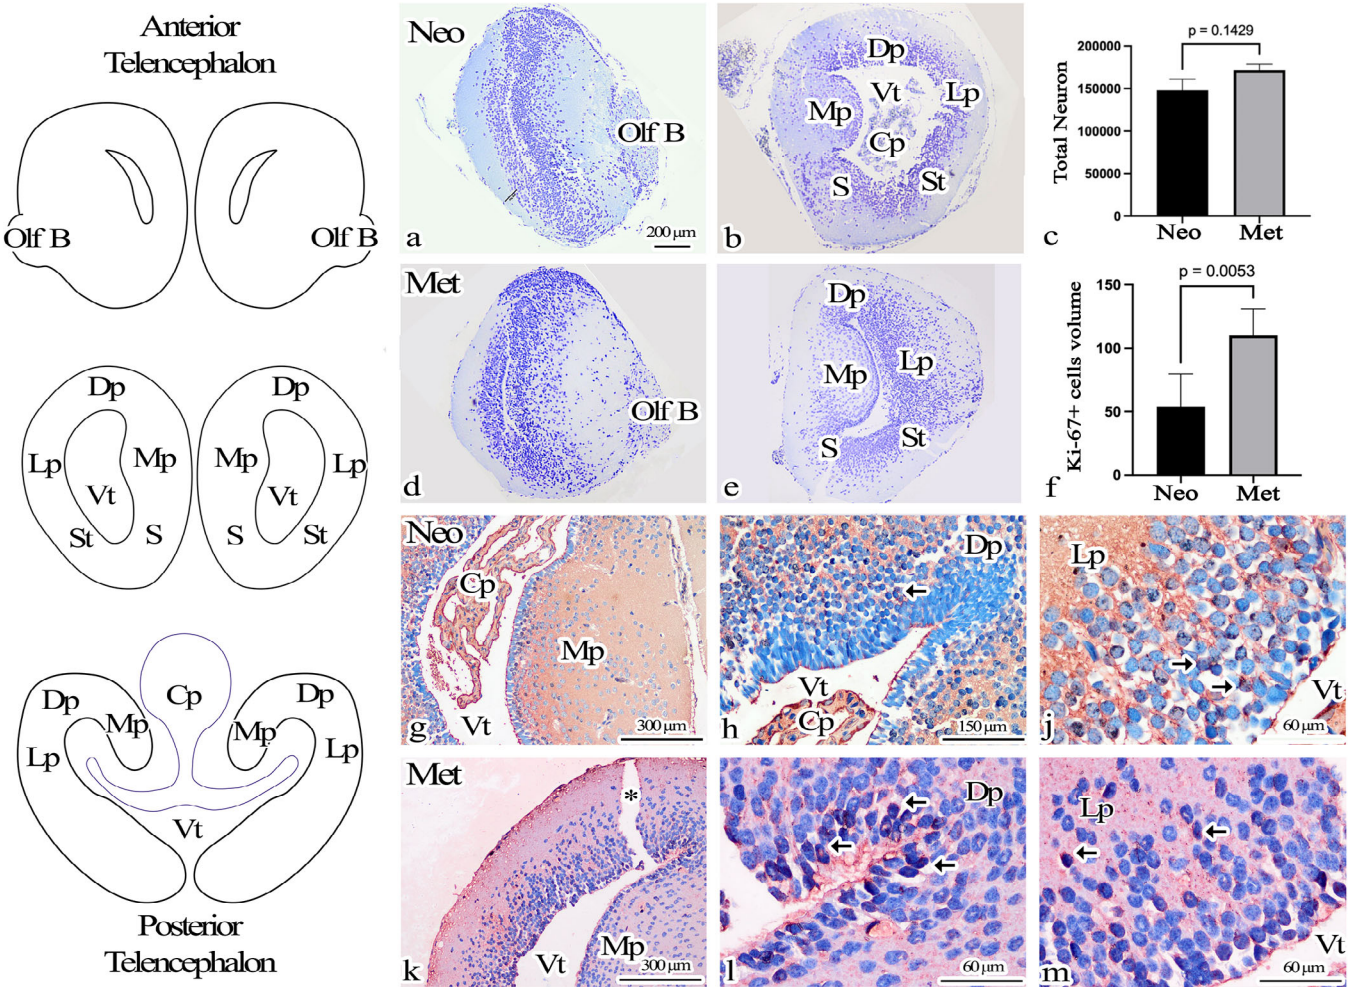 Anterior
Telencephalon
Olf B
Olf B
Dp
Dp
Lp
Mp
Mp
Lp
Vt
Vt
St
S
S
St
Dp
Cp
Dp
Mp
Mp
Lp
Lp
Vt
Posterior
Telencephalon
Neo
Olf B
a
200 µm
Dp
Vt
Lp
Mp
Cp
S
St
b
p = 0.1429
200000
150000
100000
50000
0
Total Neuron
Neo
Met
c
Met
Olf B
d
Dp
Lp
Mp
S
St
e
p = 0.0053
150
100
50
0
Ki-67+ cells volume
Neo
Met
f
Neo
Cp
Mp
Vt
g
300 µm
Dp
Vt
Cp
h
150 µm
Lp
Vt
j
60 µm
Met
*
Mp
Vt
k
300 µm
Dp
l
60 µm
Lp
Vt
m
60 µm